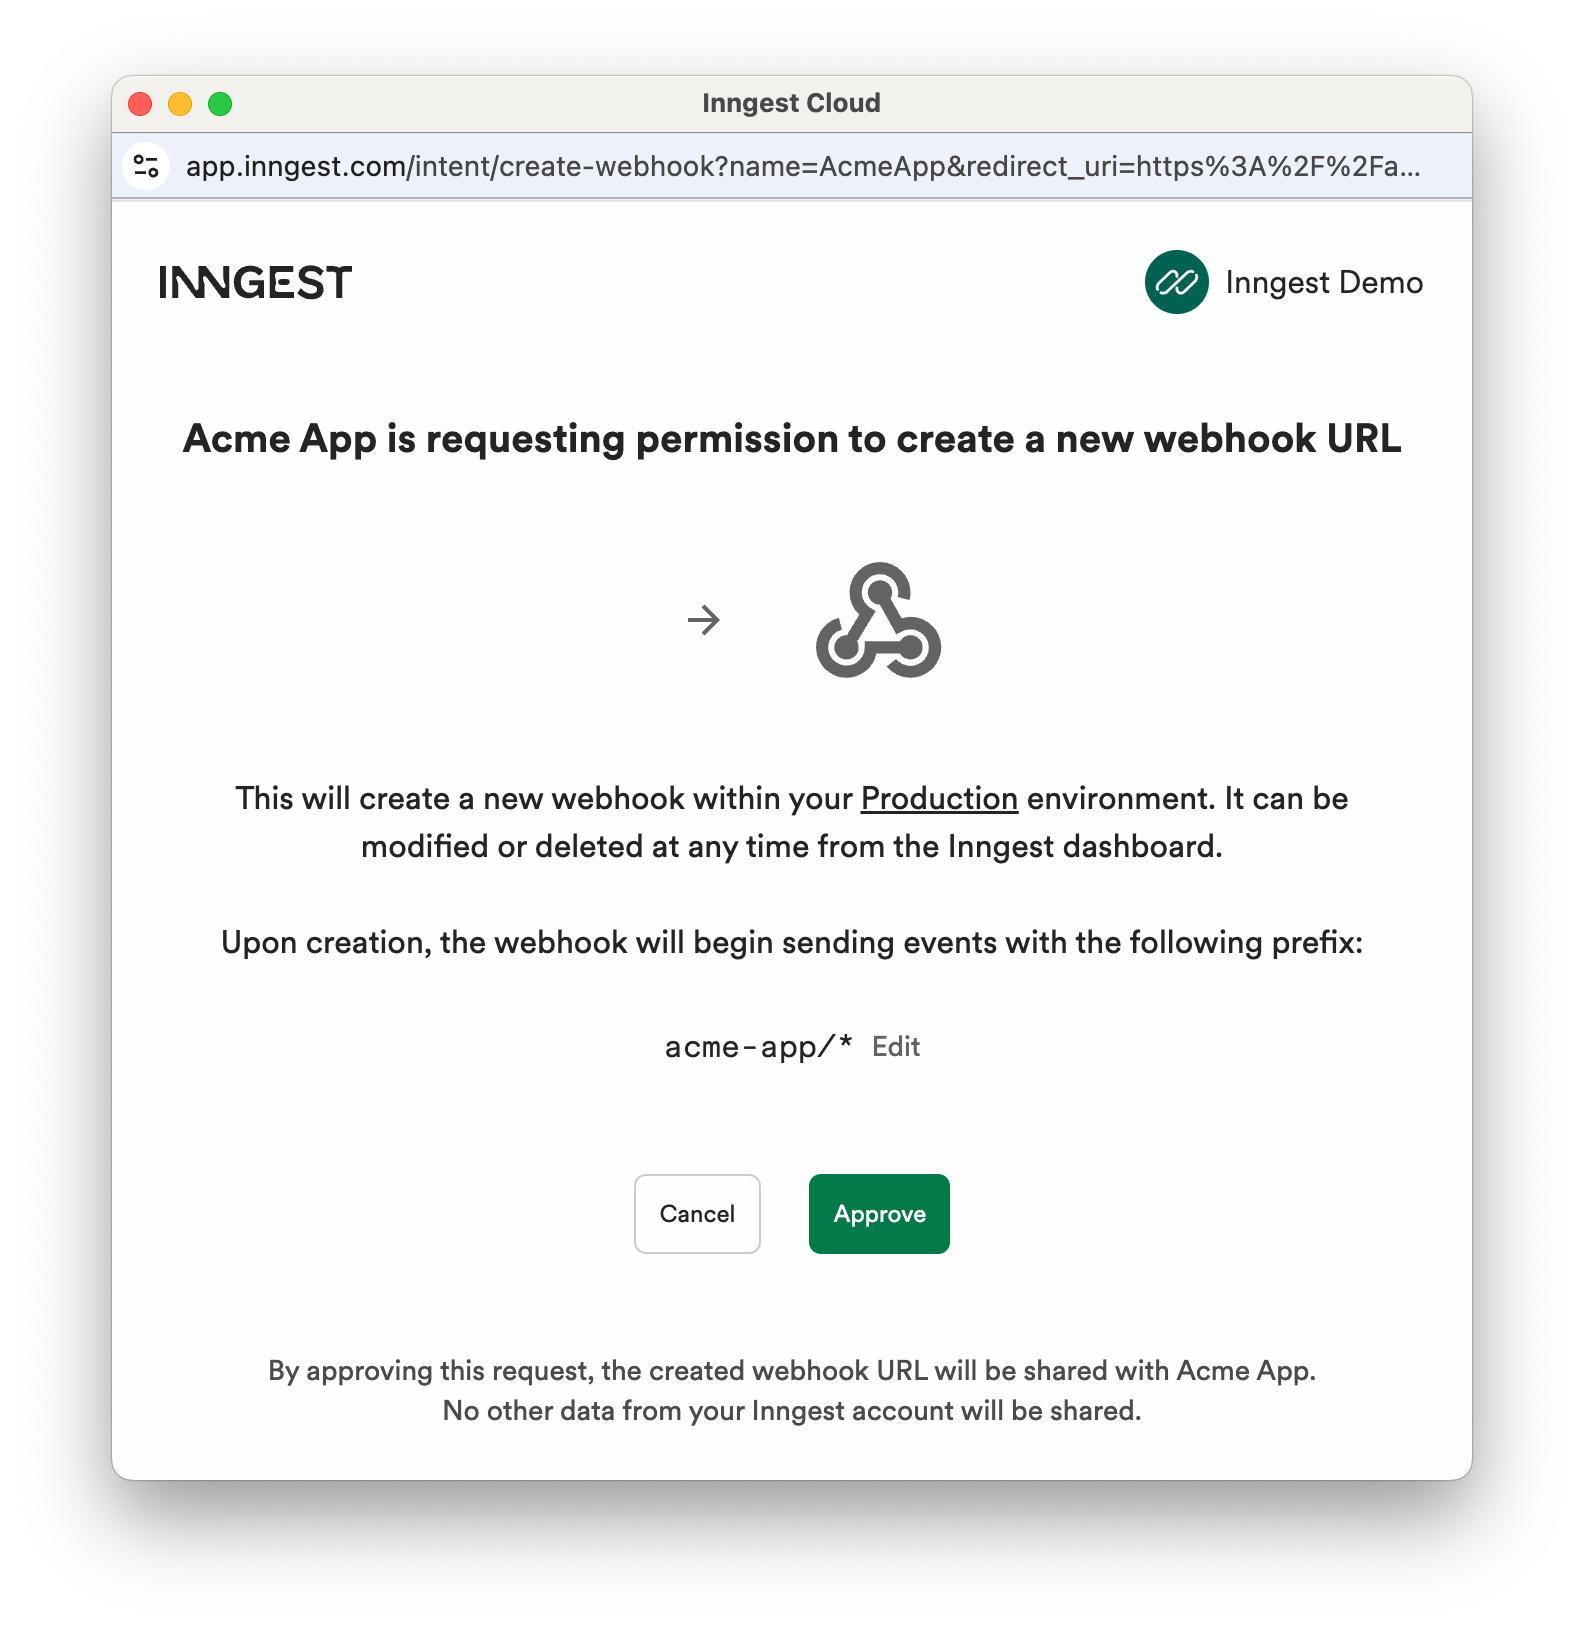 Inngest Cloud
app.inngest.com/intent/create-webhook?name=AcmeApp&redirect_uri=https%3A%2F%2Fa...
INNGEST
Inngest Demo
Acme App is requesting permission to create a new webhook URL
→
This will create a new webhook within your Production environment. It can be
modified or deleted at any time from the Inngest dashboard.
Upon creation, the webhook will begin sending events with the following prefix:
acme-app/* Edit
Cancel
Approve
By approving this request, the created webhook URL will be shared with Acme App.
No other data from your Inngest account will be shared.